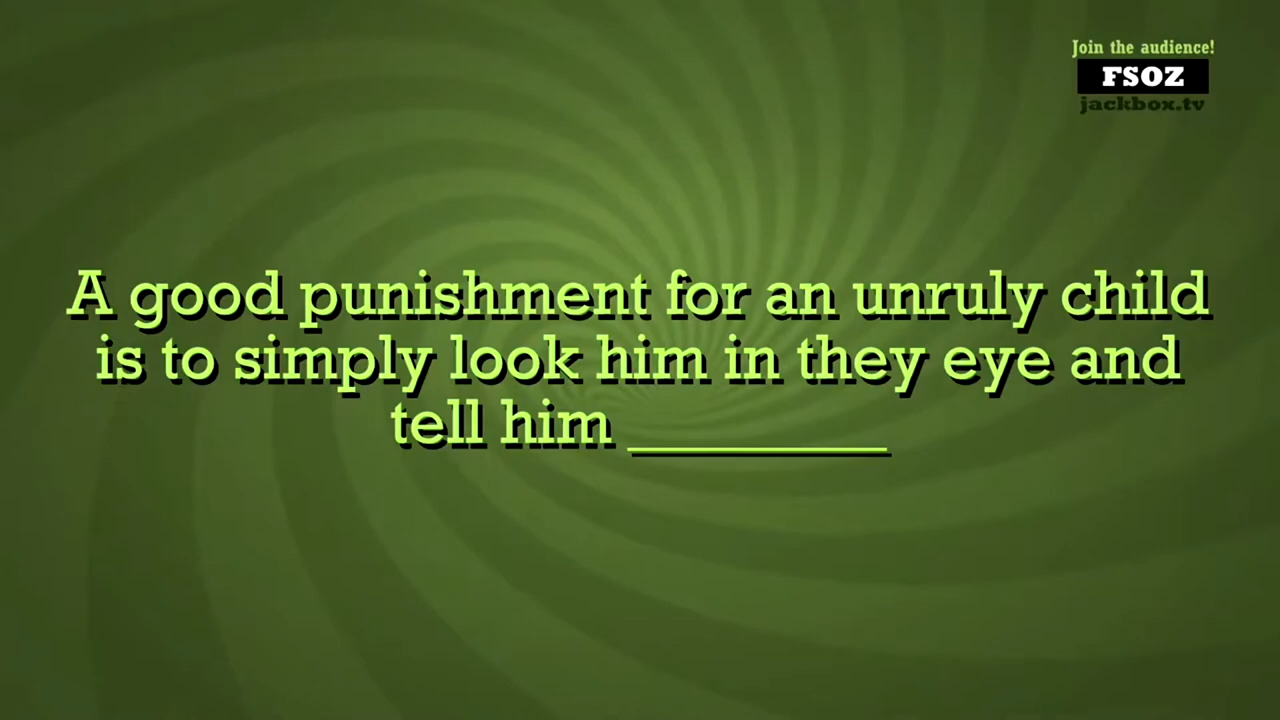 Join the audience!
FSOZ
jackbox.tv
A good punishment for an unruly child
is to simply look him in they eye and
tell him ________